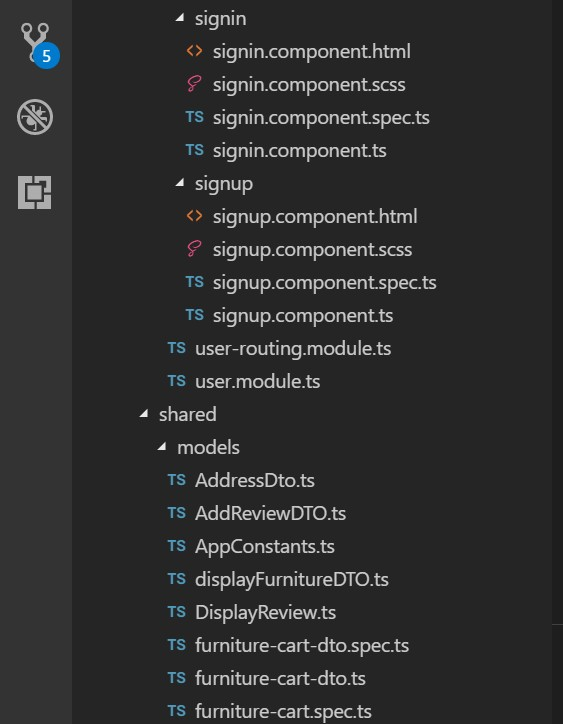 5
signin
<> signin.component.html
signin.component.scss
TS signin.component.spec.ts
TS signin.component.ts
signup
<> signup.component.html
signup.component.scss
TS signup.component.spec.ts
TS signup.component.ts
TS user-routing.module.ts
TS user.module.ts
shared
models
TS AddressDto.ts
TS AddReviewDTO.ts
TS AppConstants.ts
TS displayFurnitureDTO.ts
TS DisplayReview.ts
TS furniture-cart-dto.spec.ts
TS furniture-cart-dto.ts
TS furniture-cart.spec.ts